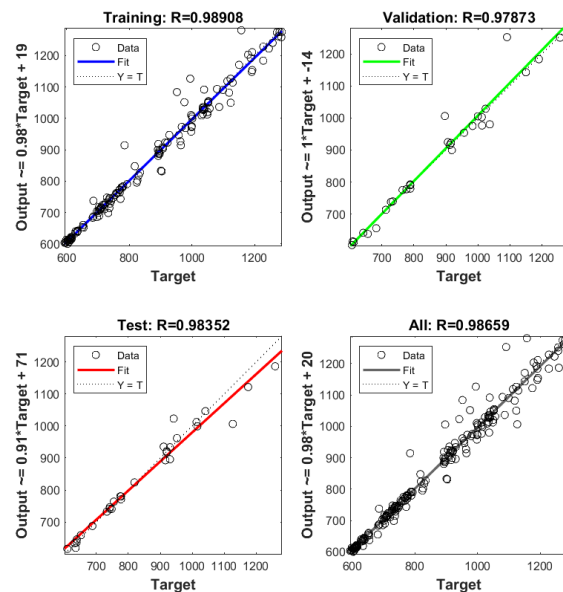 Training: R=0.98908
Output ~= 0.98*Target + 19
1200
1100
1000
900
800
700
600
Data
Fit
Y = T
600 800 1000 1200
Target
Validation: R=0.97873
Output ~= 1*Target + -14
1200
1100
1000
900
800
700
Data
Fit
Y = T
700 800 900 1000 1100 1200
Target
Test: R=0.98352
Output ~= 0.91*Target + 71
1200
1100
1000
900
800
700
Data
Fit
Y = T
700 800 900 1000 1100 1200
Target
All: R=0.98659
Output ~= 0.98*Target + 20
1200
1100
1000
900
800
700
600
Data
Fit
Y = T
600 800 1000 1200
Target